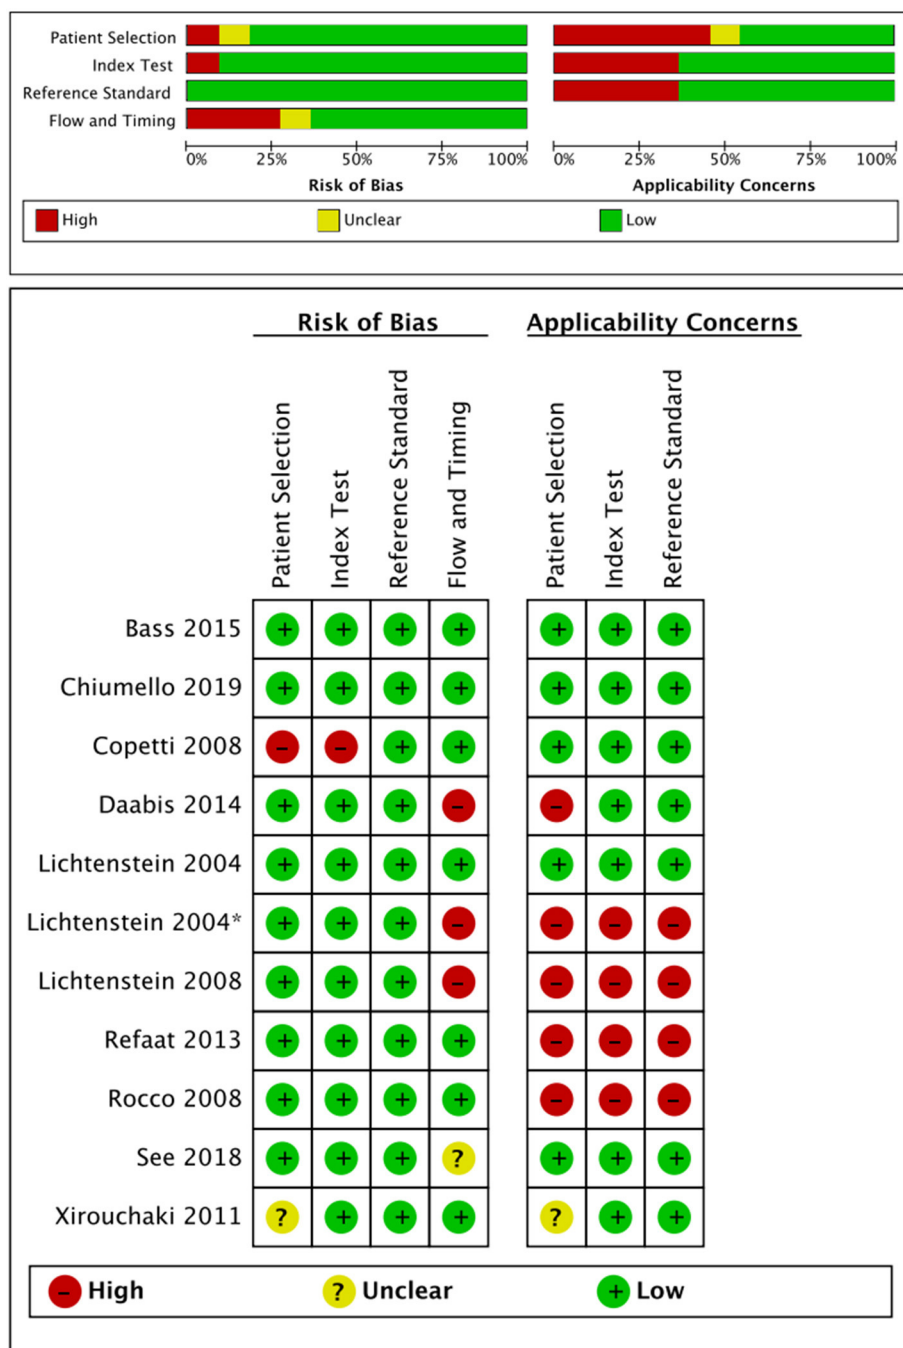 Patient Selection
Index Test
Reference Standard
Flow and Timing
0% 25% 50% 75% 100% 0% 25% 50% 75% 100%
Risk of Bias Applicability Concerns
High Unclear Low
Risk of Bias Applicability Concerns
Patient Selection
Index Test
Reference Standard
Flow and Timing
Patient Selection
Index Test
Reference Standard
Bass 2015 + + + + + + +
Chiumello 2019 + + + + + + +
Copetti 2008 – – + + + + +
Daabis 2014 + + + – – + +
Lichtenstein 2004 + + + + + + +
Lichtenstein 2004* + + + – – – –
Lichtenstein 2008 + + + – – – –
Refaat 2013 + + + + – – –
Rocco 2008 + + + + – – –
See 2018 + + + ? + + +
Xirouchaki 2011 ? + + + ? + +
– High ? Unclear + Low